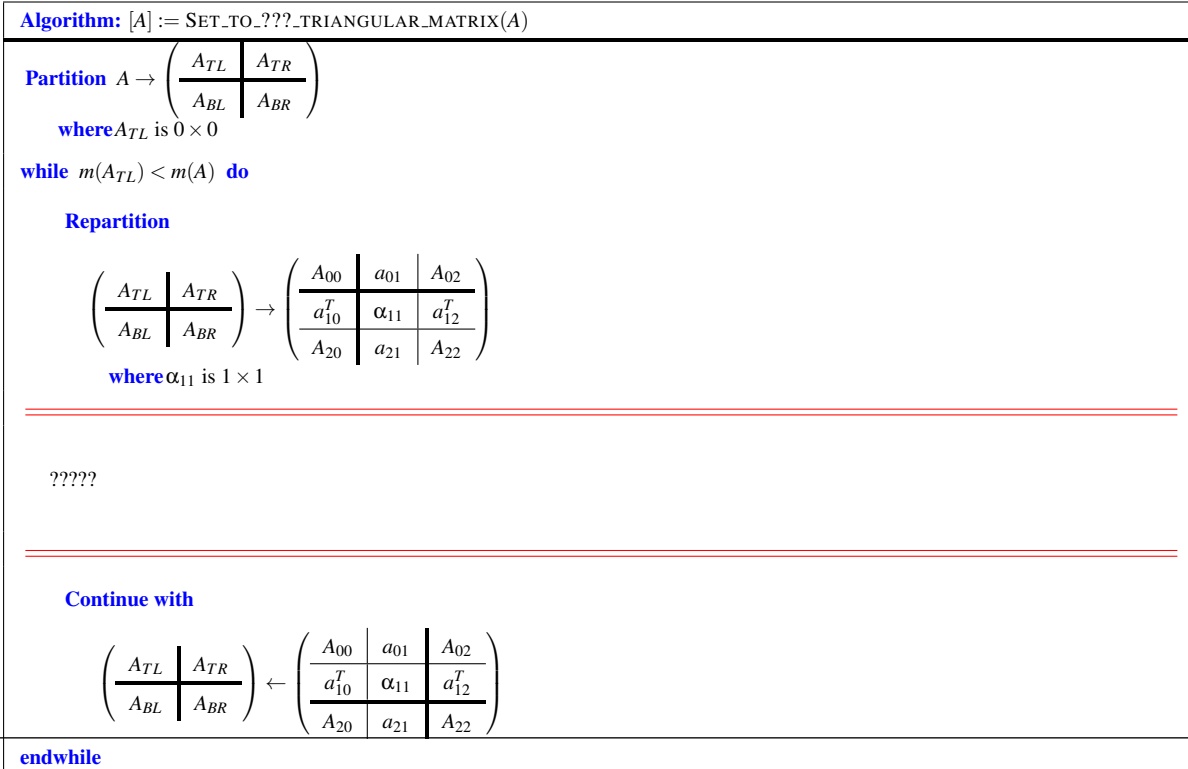 Algorithm: [A] := SET_TO_???_TRIANGULAR_MATRIX(A)
Partition A → ( A_TL | A_TR
A_BL | A_BR )
where A_TL is 0 × 0
while m(A_TL) < m(A) do
Repartition
( A_TL | A_TR
A_BL | A_BR ) → ( A_00 | a_01 | A_02
a_10^T | α_11 | a_12^T
A_20 | a_21 | A_22 )
where α_11 is 1 × 1
?????
Continue with
( A_TL | A_TR
A_BL | A_BR ) ← ( A_00 | a_01 | A_02
a_10^T | α_11 | a_12^T
A_20 | a_21 | A_22 )
endwhile